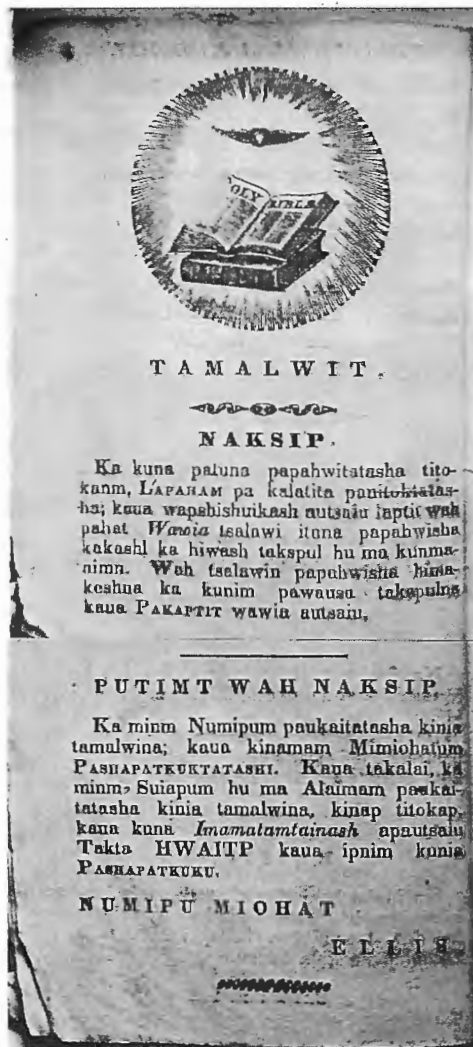 OLY BIBLE
TAMALWIT.
NAKSIP.
Ka kuna patuna papahwitatasha tito-
kanm, LAPAHAM pa kalatita
ha; kaua wapshishuikash autsaiu laptit wah
pahat Wawia tsalawi itona papahwisha
kakashl ka hiwash takspul hu ma kunma-
nimn. Wah tsalawin papahwisha
keshna ka kunim pawausa takspulna
kaua PAKAPTIT wawia autsaiu.
PUTIMT WAH NAKSIP.
Ka minm Numipum paukaitatasha kinia
tamalwina; kaua kinamam Mimiohatum
PASHAPATKUKTATASHI. Kaua takalai, ka
minm, Suiapum hu ma Alaimam paukai-
tatasha kinia tamalwina, kinap titokap,
kaua kuna Imamatamtainash apautsaiu
Takta HWAITP kaua ipnim kunia
PASHAPATKUKU.
NUMIPU MIOHAT
ELLIS